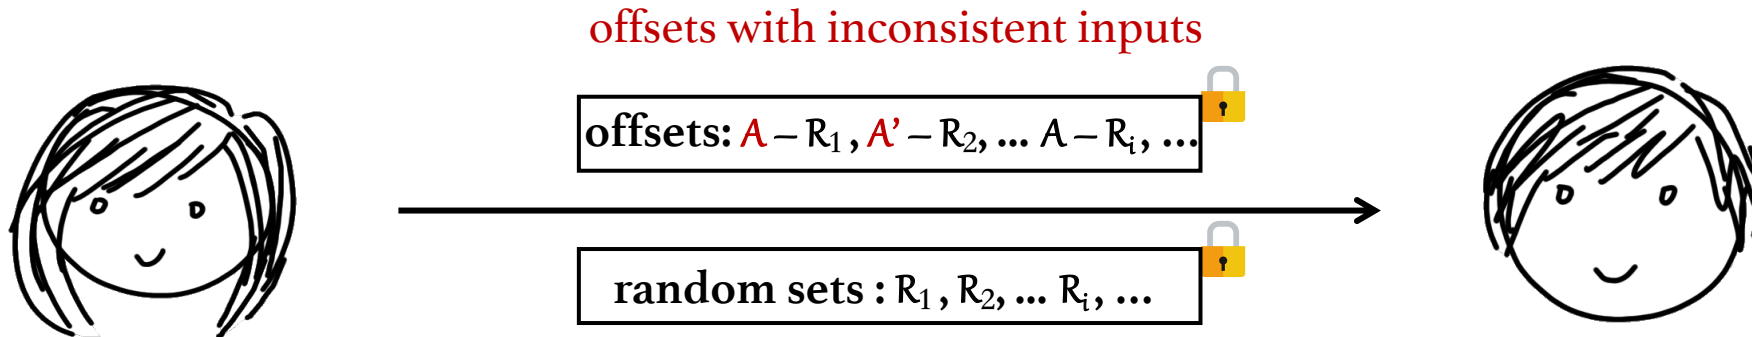 offsets with inconsistent inputs
offsets: A – R₁, A’ – R₂, ... A – Rᵢ, ...
random sets : R₁, R₂, ... Rᵢ, ...